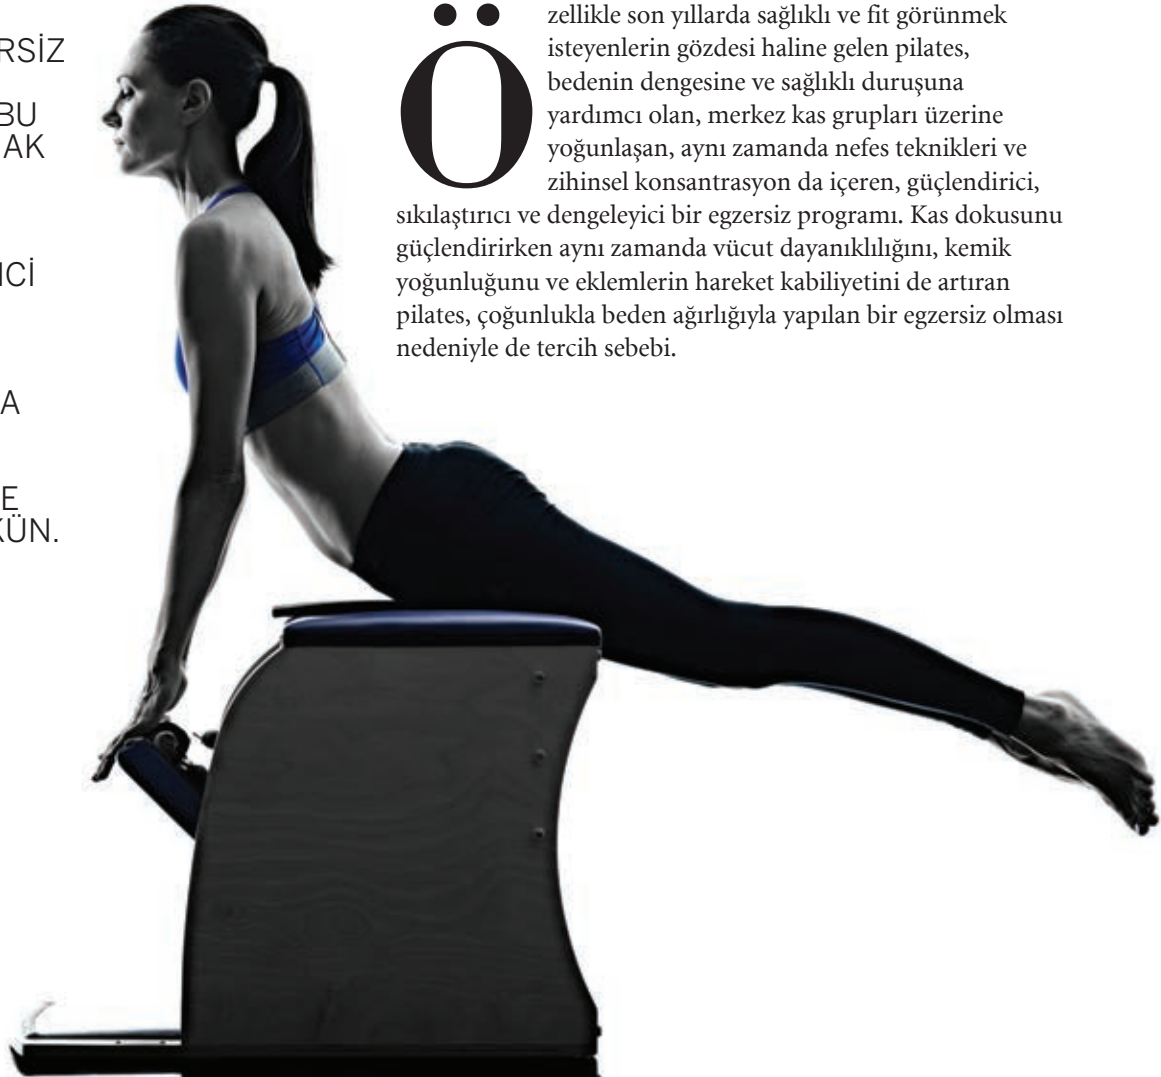 RSİZ
BU
AK
ICİ
A
E
KÜN.
Özellikle son yıllarda sağlıklı ve fit görünmek
isteyenlerin gözdesi haline gelen pilates,
bedenin dengesine ve sağlıklı duruşuna
yardımcı olan, merkez kas grupları üzerine
yoğunlaşan, aynı zamanda nefes teknikleri ve
zihinsel konsantrasyon da içeren, güçlendirici,
sıkılaştırıcı ve dengeleyici bir egzersiz programı. Kas dokusunu
güçlendirirken aynı zamanda vücut dayanıklılığını, kemik
yoğunluğunu ve eklemlerin hareket kabiliyetini de artıran
pilates, çoğunlukla beden ağırlığıyla yapılan bir egzersiz olması
nedeniyle de tercih sebebi.